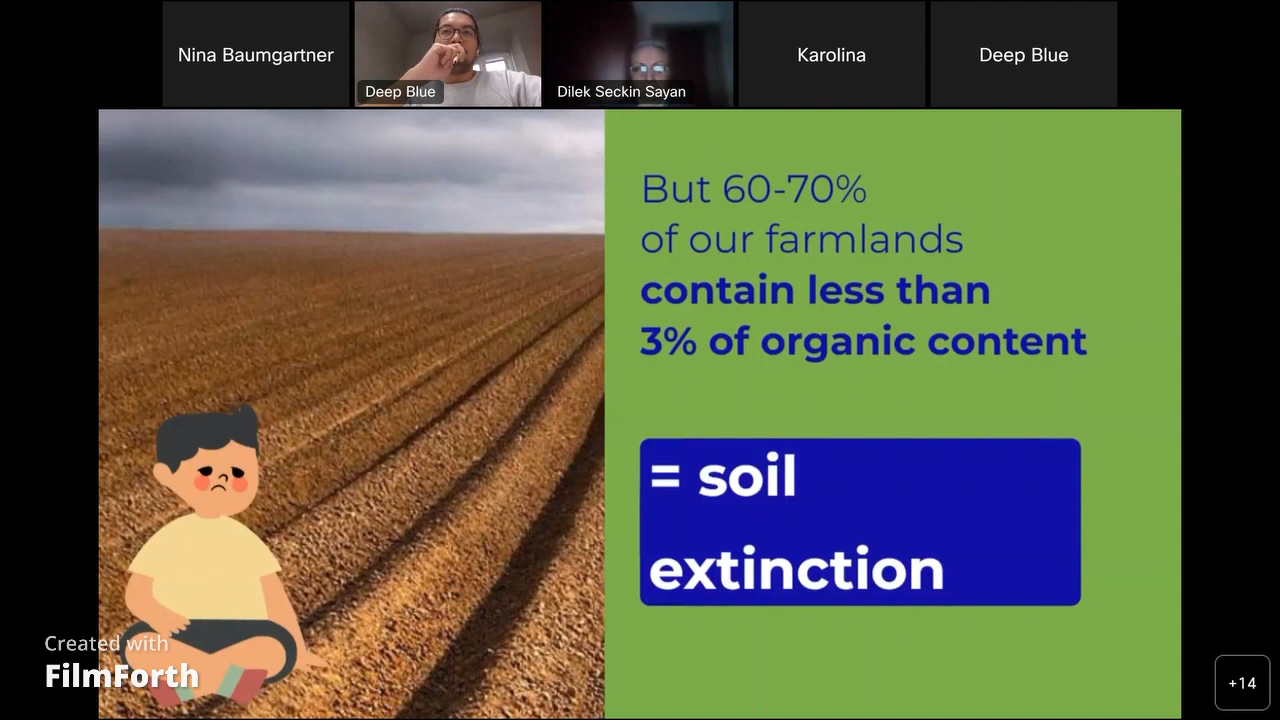 Nina Baumgartner
Deep Blue
Dilek Seckin Sayan
Karolina
Deep Blue
But 60-70%
of our farmlands
contain less than
3% of organic content
= soil
extinction
Created with
FilmForth
+14